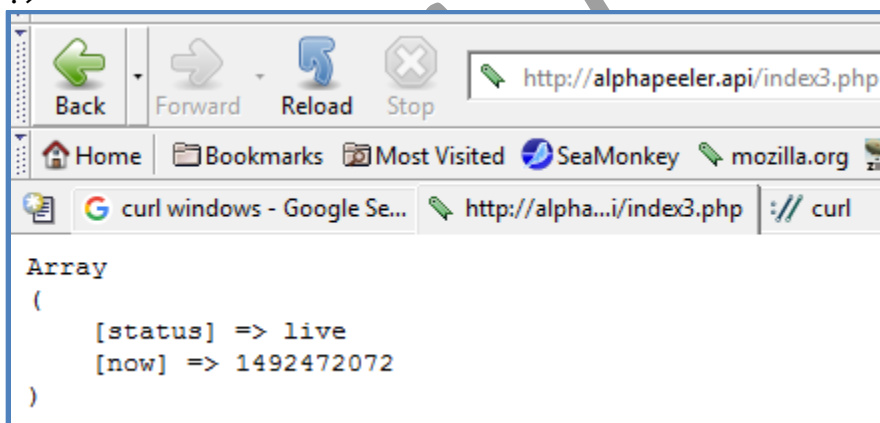 http://alphapeeler.api/index3.php
Back Forward Reload Stop
Home Bookmarks Most Visited SeaMonkey mozilla.org
curl windows - Google Se... http://alpha...i/index3.php curl
Array
(
[status] => live
[now] => 1492472072
)